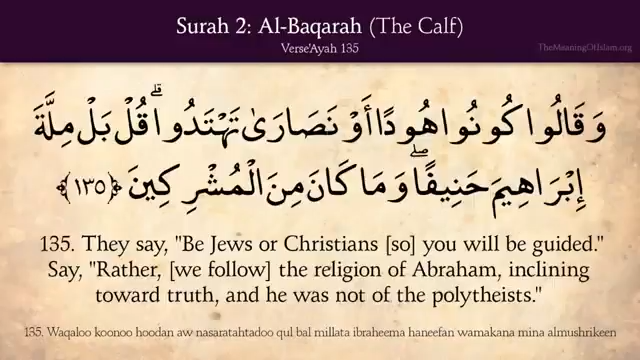 Surah 2: Al-Baqarah (The Calf)
Verse'Ayah 135
TheMeaningOfIslam.org
وَقَالُوا كُونُوا هُودًا أَوْ نَصَارَىٰ تَهْتَدُوا ۗ قُلْ بَلْ مِلَّةَ
إِبْرَاهِيمَ حَنِيفًا ۖ وَمَا كَانَ مِنَ الْمُشْرِكِينَ ﴿١٣٥﴾
135. They say, "Be Jews or Christians [so] you will be guided."
Say, "Rather, [we follow] the religion of Abraham, inclining
toward truth, and he was not of the polytheists."
135. Waqaloo koonoo hoodan aw nasaratahtadoo qul bal millata ibraheema haneefan wamakana mina almushrikeen